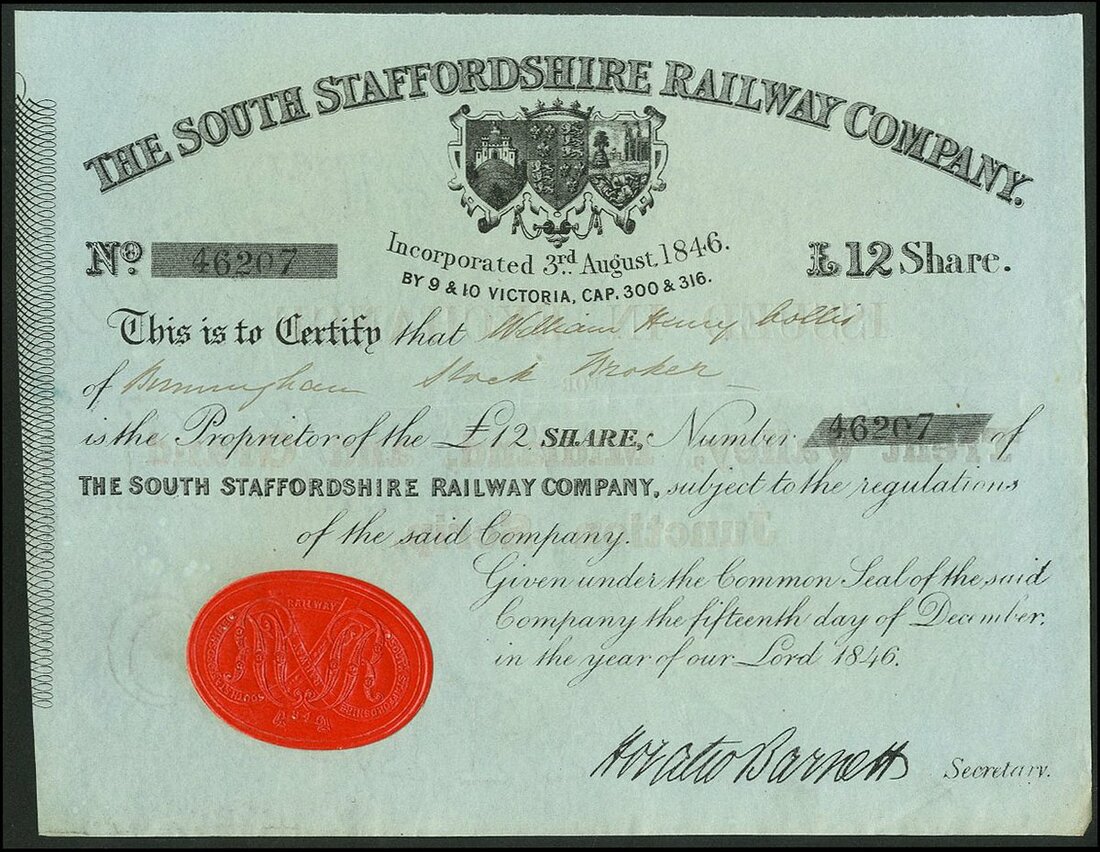 THE SOUTH STAFFORDSHIRE RAILWAY COMPANY.
Incorporated 3rd August. 1846.
BY 9 & 10 VICTORIA, CAP. 300 & 316.
No. 46207
£12 Share.
This is to Certify that William Henry Collis
of Birmingham Stock Broker
is the Proprietor of the £12 SHARE, Number 46207 of
THE SOUTH STAFFORDSHIRE RAILWAY COMPANY, subject to the regulations
of the said Company.
Given under the Common Seal of the said
Company the fifteenth day of December,
in the year of our Lord 1846.
RAILWAY
Horatio Barnett Secretary.